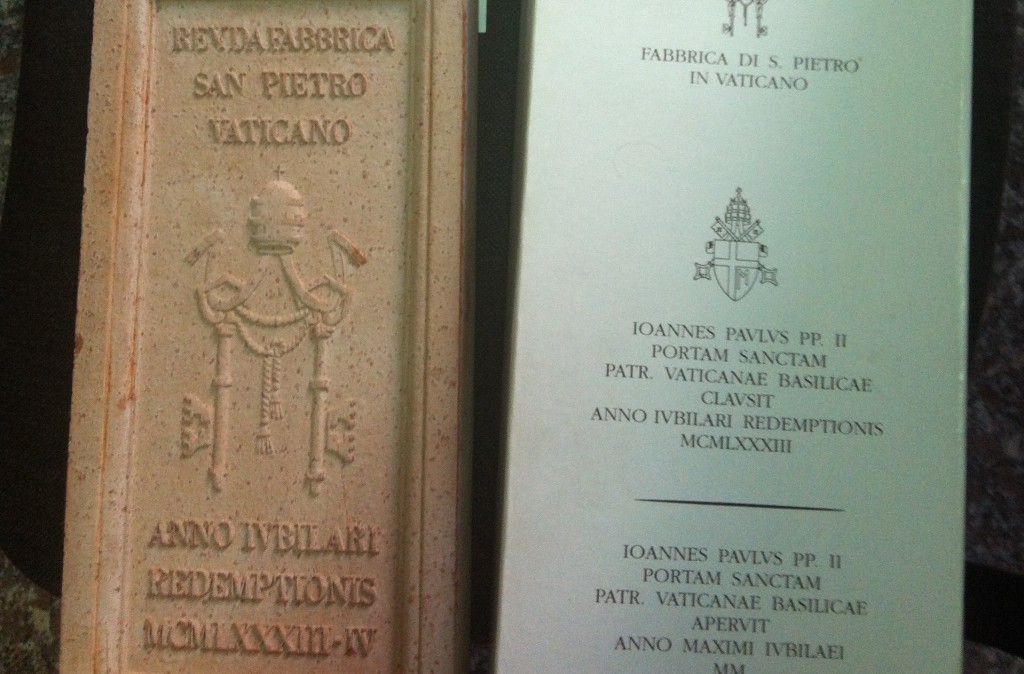 REV.DA FABBRICA
SAN PIETRO
VATICANO
ANNO IVBILARI
REDEMPTIONIS
MCMLXXXIII-IV
FABBRICA DI S. PIETRO
IN VATICANO
IOANNES PAVLVS PP. II
PORTAM SANCTAM
PATR. VATICANAE BASILICAE
CLAVSIT
ANNO IVBILARI REDEMPTIONIS
MCMLXXXIII
IOANNES PAVLVS PP. II
PORTAM SANCTAM
PATR. VATICANAE BASILICAE
APERVIT
ANNO MAXIMI IVBILAEI
MM